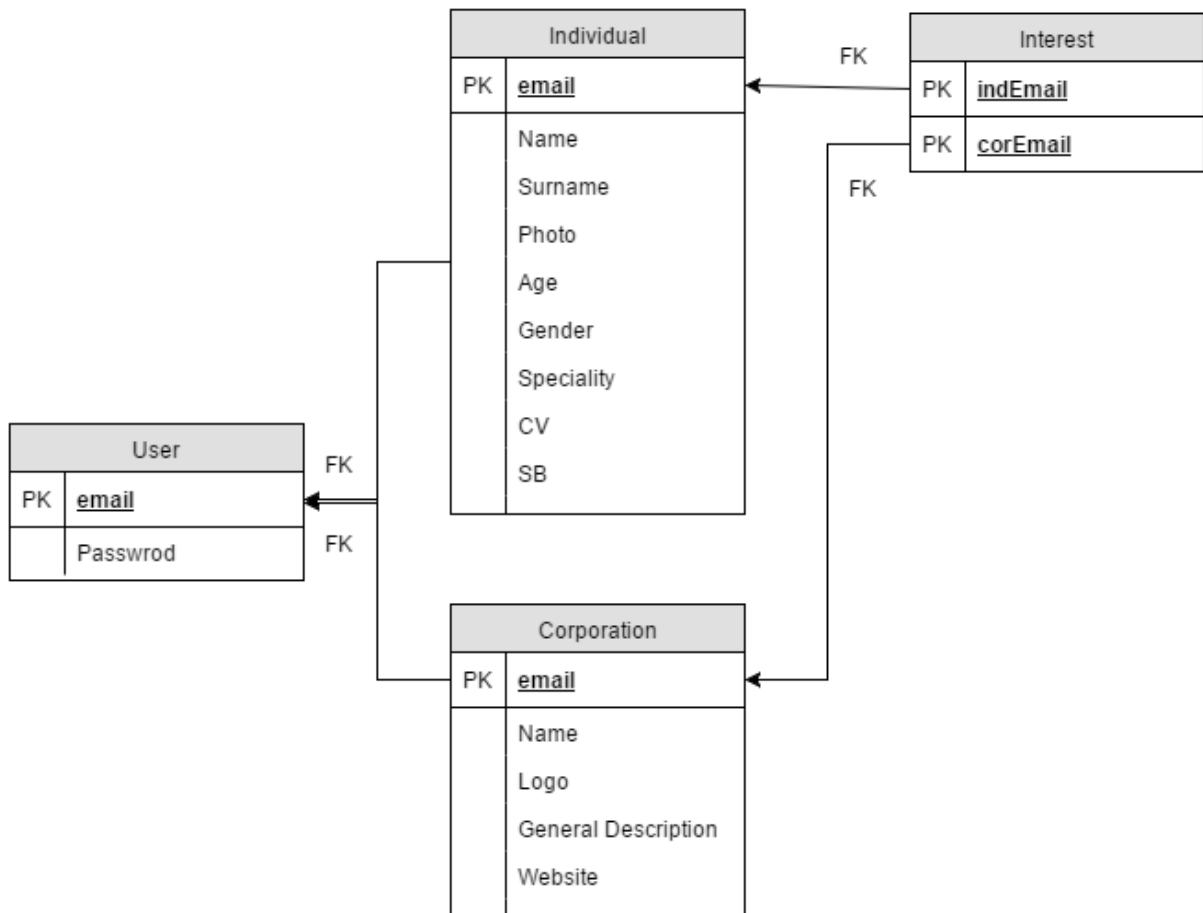 Individual
PK email
Name
Surname
Photo
Age
Gender
Speciality
CV
SB
Interest
PK indEmail
PK corEmail
FK
FK
User
PK email
Passwrod
FK
FK
Corporation
PK email
Name
Logo
General Description
Website